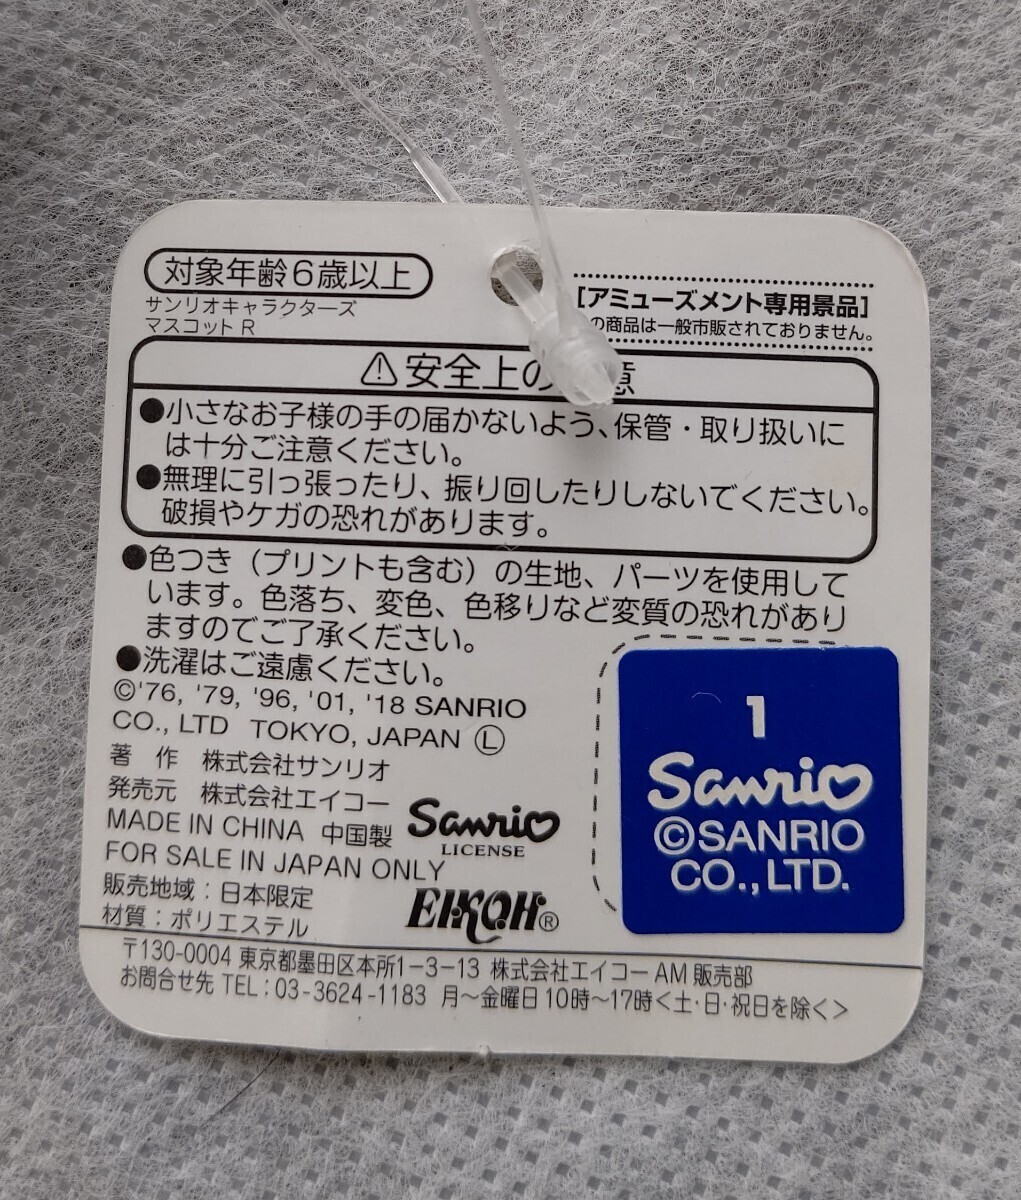 対象年齢6歳以上
サンリオキャラクターズ
マスコットR
[アミューズメント専用景品]
の商品は一般市販されておりません。
⚠安全上の 意
●小さなお子様の手の届かないよう、保管・取り扱いに
は十分ご注意ください。
●無理に引っ張ったり、振り回したりしないでください。
破損やケガの恐れがあります。
●色つき（プリントも含む）の生地、パーツを使用して
います。色落ち、変色、色移りなど変質の恐れがあり
ますのでご了承ください。
●洗濯はご遠慮ください。
©'76, '79, '96, '01, '18 SANRIO
CO., LTD TOKYO, JAPAN Ⓛ
著 作 株式会社サンリオ
発売元 株式会社エイコー
MADE IN CHINA 中国製
FOR SALE IN JAPAN ONLY
販売地域：日本限定
材質：ポリエステル
Sanrio
LICENSE
EIKOH®
1
Sanrio
©SANRIO
CO.,LTD.
〒130-0004 東京都墨田区本所1-3-13 株式会社エイコー AM販売部
お問合せ先 TEL：03-3624-1183 月～金曜日10時～17時＜土・日・祝日を除く＞